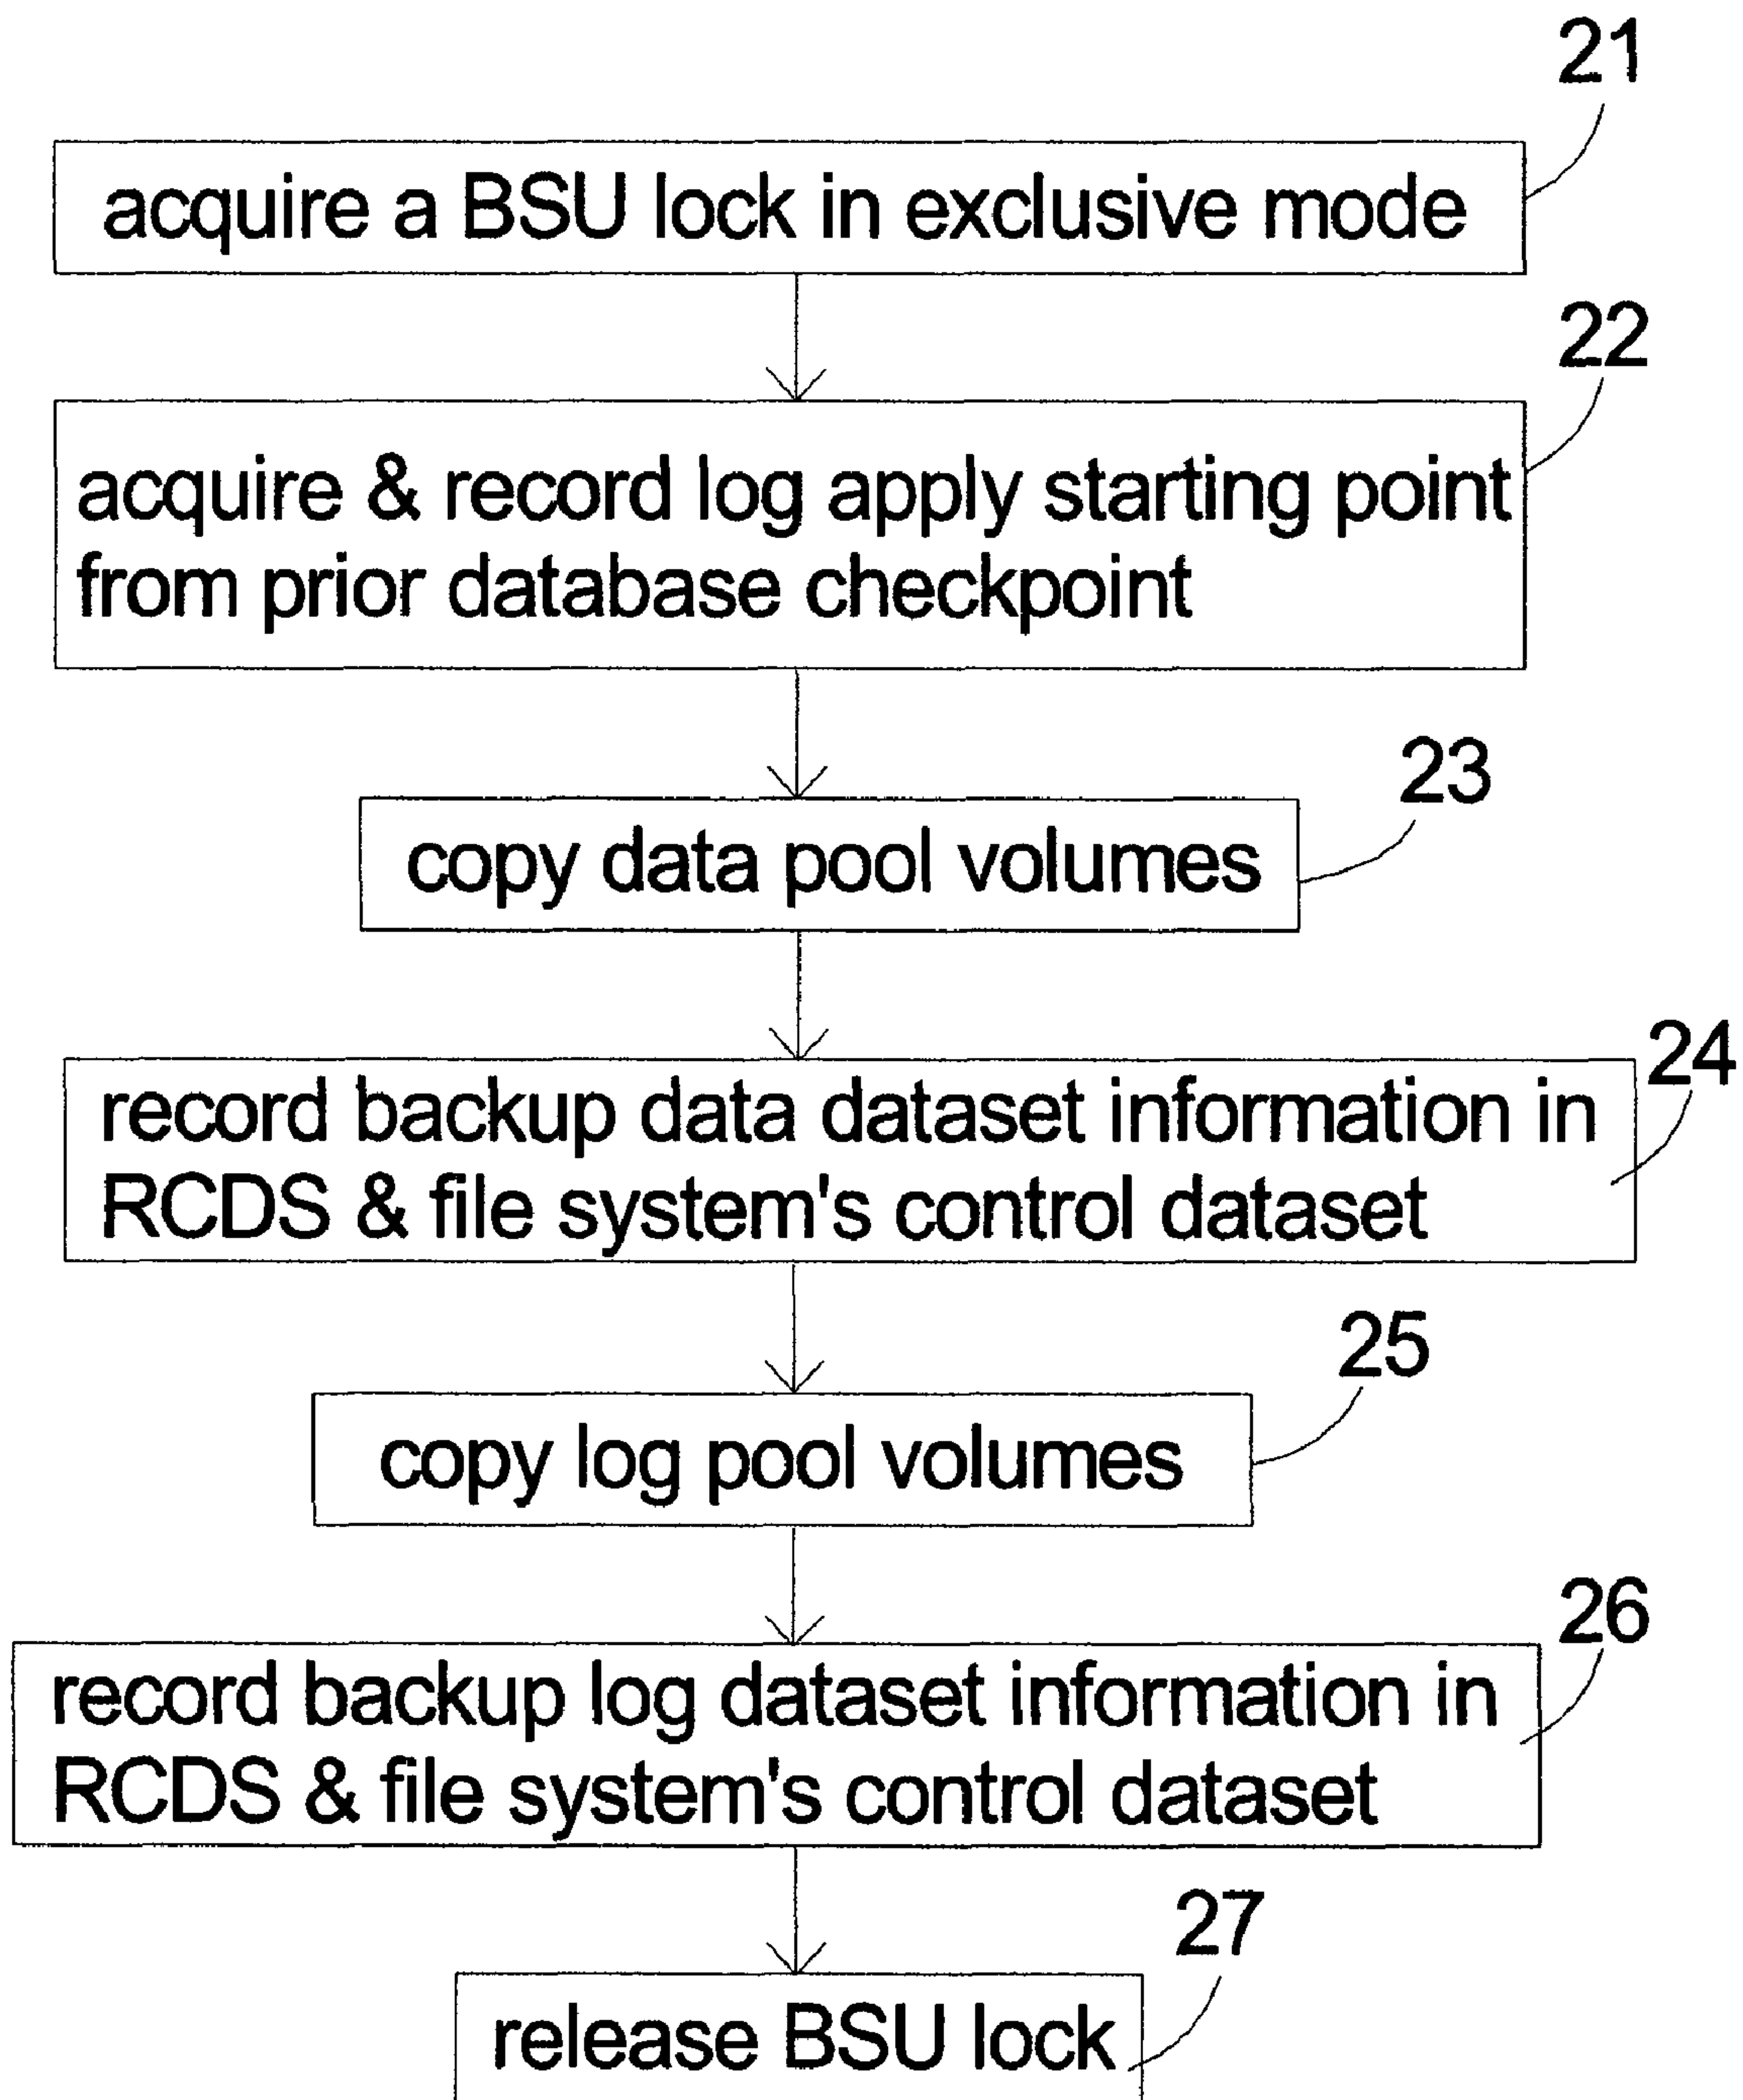 21
acquire a BSU lock in exclusive mode
22
acquire & record log apply starting point
from prior database checkpoint
23
copy data pool volumes
24
record backup data dataset information in
RCDS & file system's control dataset
25
copy log pool volumes
26
record backup log dataset information in
RCDS & file system's control dataset
27
release BSU lock